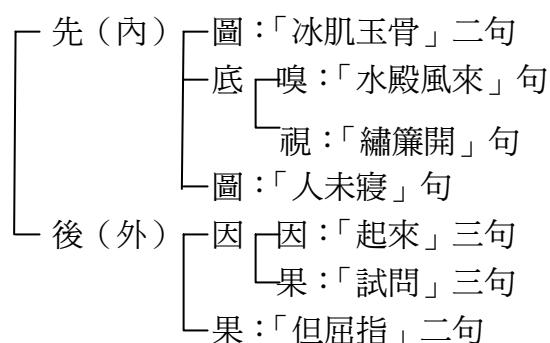 先（內） 圖：「冰肌玉骨」二句
底 嗅：「水殿風來」句
視：「繡簾開」句
圖：「人未寢」句
後（外） 因 因：「起來」三句
果：「試問」三句
果：「但屈指」二句